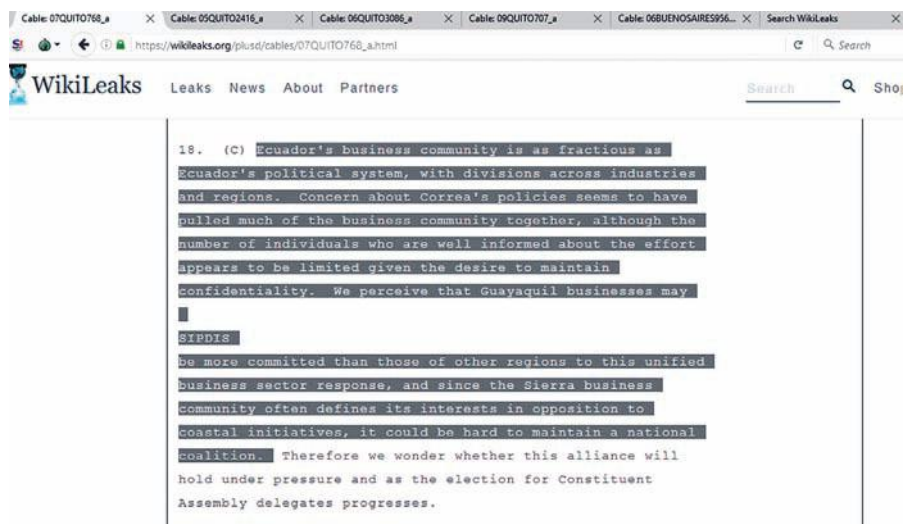 Cable: 07QUITO768_a × Cable: 05QUITO2416_a × Cable: 06QUITO3086_a × Cable: 09QUITO707_a × Cable: 06BUENOSAIRES956... × Search WikiLeaks ×
https://wikileaks.org/plusd/cables/07QUITO768_a.html Search
WikiLeaks Leaks News About Partners Search Shop
18. (C) Ecuador's business community is as fractious as
Ecuador's political system, with divisions across industries
and regions. Concern about Correa's policies seems to have
pulled much of the business community together, although the
number of individuals who are well informed about the effort
appears to be limited given the desire to maintain
confidentiality. We perceive that Guayaquil businesses may
SIPDIS
be more committed than those of other regions to this unified
business sector response, and since the Sierra business
community often defines its interests in opposition to
coastal initiatives, it could be hard to maintain a national
coalition. Therefore we wonder whether this alliance will
hold under pressure and as the election for Constituent
Assembly delegates progresses.